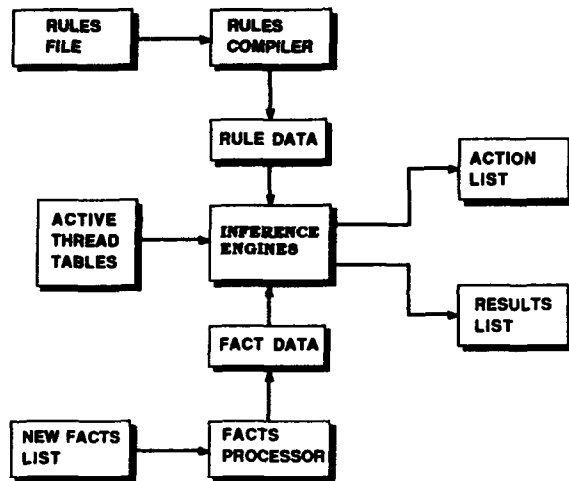 RULES
FILE
RULES
COMPILER
RULE DATA
ACTION
LIST
ACTIVE
THREAD
TABLES
INFERENCE
ENGINES
RESULTS
LIST
FACT DATA
NEW FACTS
LIST
FACTS
PROCESSOR